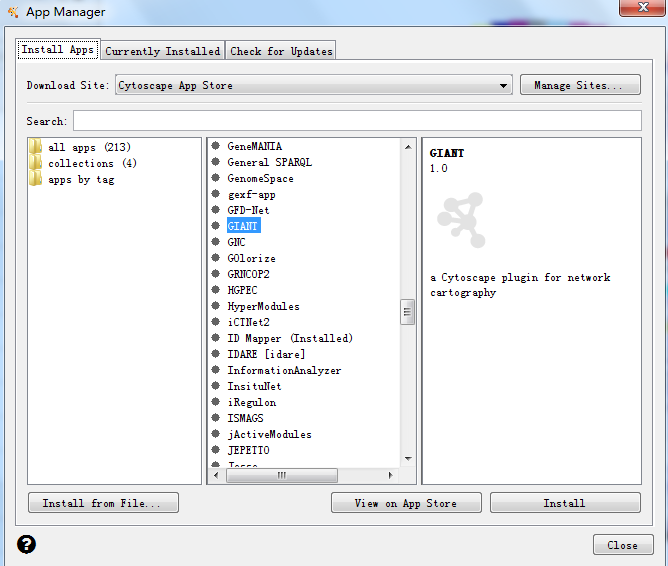 App Manager
Install Apps
Currently Installed
Check for Updates
Download Site:
Cytoscape App Store
Manage Sites...
Search:
all apps (213)
collections (4)
apps by tag
GeneMANIA
General SPARQL
GenomeSpace
gexf-app
GFD-Net
GIANT
GNC
GOlorize
GRNCOP2
HGPEC
HyperModules
iCTNet2
ID Mapper (Installed)
IDARE [idare]
InformationAnalyzer
InsituNet
iRegulon
ISMAGS
jActiveModules
JEPETTO
GIANT
1.0
a Cytoscape plugin for network
cartography
Install from File...
View on App Store
Install
Close